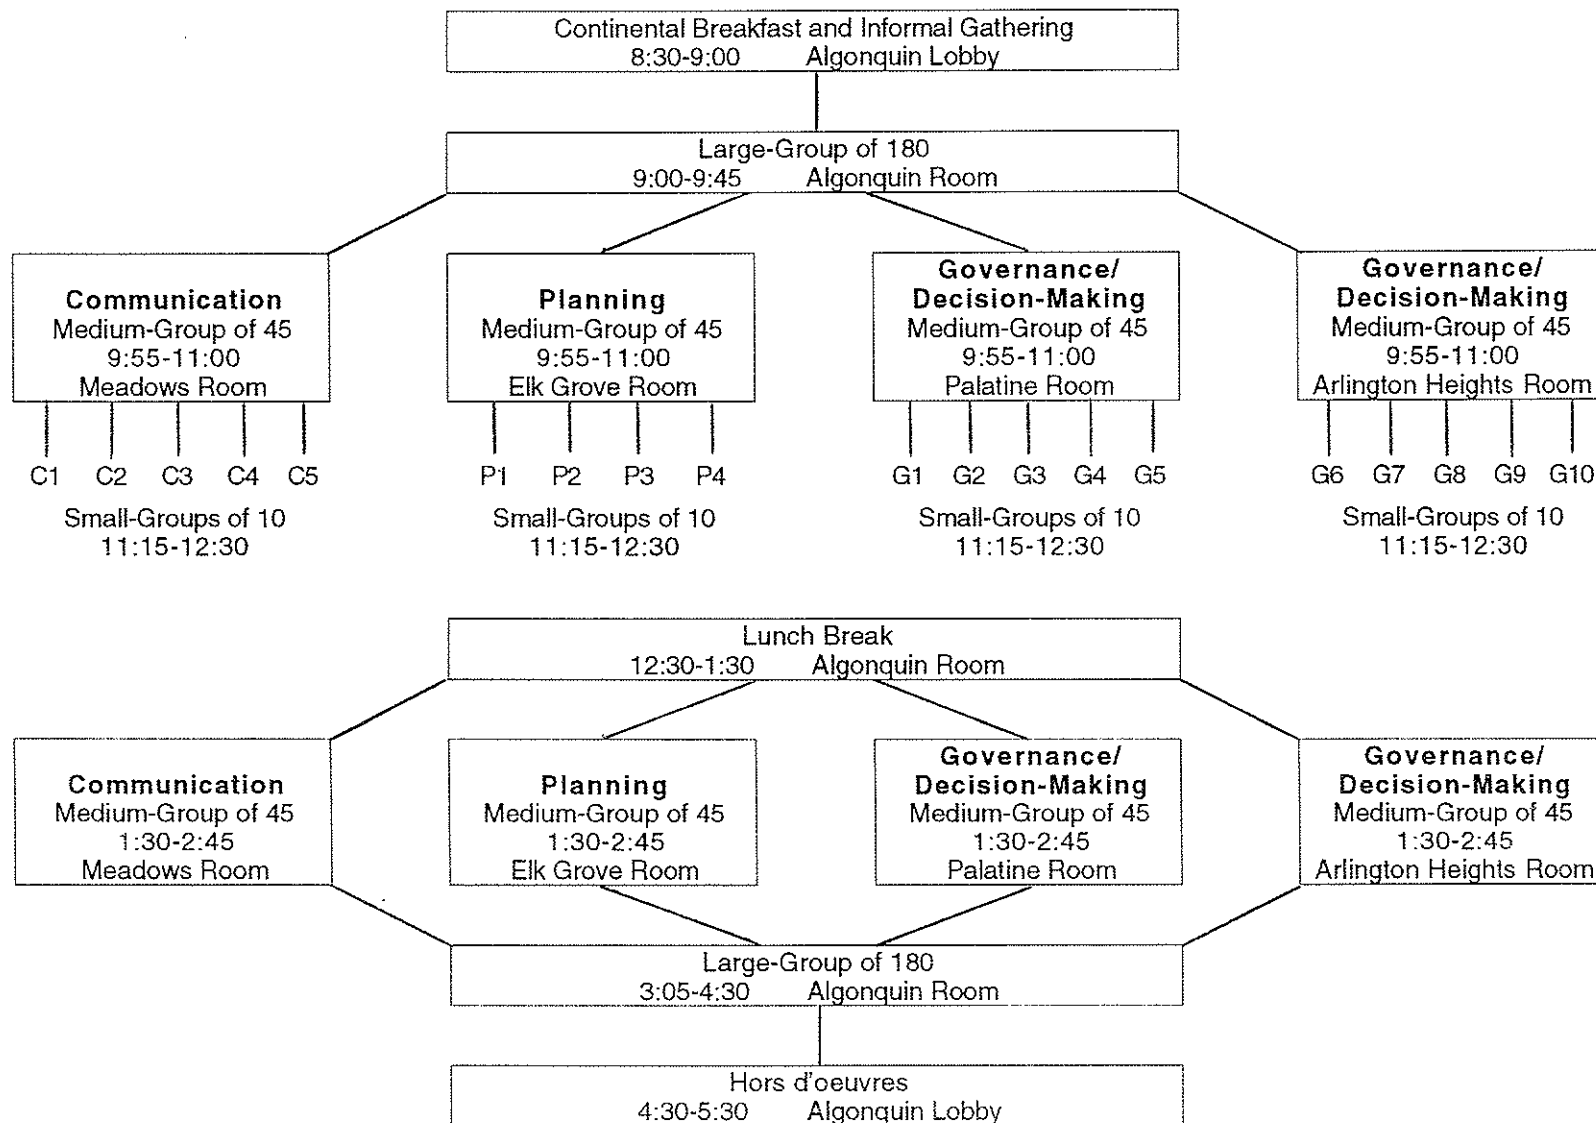 Continental Breakfast and Informal Gathering
8:30-9:00 Algonquin Lobby
Large-Group of 180
9:00-9:45 Algonquin Room
Communication
Medium-Group of 45
9:55-11:00
Meadows Room
C1 C2 C3 C4 C5
Small-Groups of 10
11:15-12:30
Planning
Medium-Group of 45
9:55-11:00
Elk Grove Room
P1 P2 P3 P4
Small-Groups of 10
11:15-12:30
Governance/
Decision-Making
Medium-Group of 45
9:55-11:00
Palatine Room
G1 G2 G3 G4 G5
Small-Groups of 10
11:15-12:30
Governance/
Decision-Making
Medium-Group of 45
9:55-11:00
Arlington Heights Room
G6 G7 G8 G9 G10
Small-Groups of 10
11:15-12:30
Lunch Break
12:30-1:30 Algonquin Room
Communication
Medium-Group of 45
1:30-2:45
Meadows Room
Planning
Medium-Group of 45
1:30-2:45
Elk Grove Room
Governance/
Decision-Making
Medium-Group of 45
1:30-2:45
Palatine Room
Governance/
Decision-Making
Medium-Group of 45
1:30-2:45
Arlington Heights Room
Large-Group of 180
3:05-4:30 Algonquin Room
Hors d'oeuvres
4:30-5:30 Algonquin Lobby